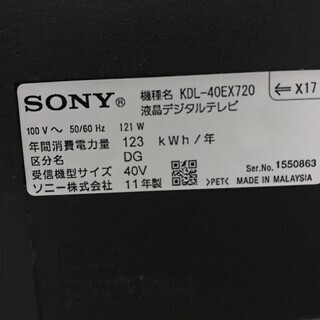 SONY® 機種名 KDL-40EX720
液晶デジタルテレビ
⇐ X17
100 V～ 50/60 Hz 121 W
年間消費電力量 123 kWh/年
区分名 DG
受信機型サイズ 40V
ソニー株式会社 11年製
Ser.No. 1550863
>PET< MADE IN MALAYSIA